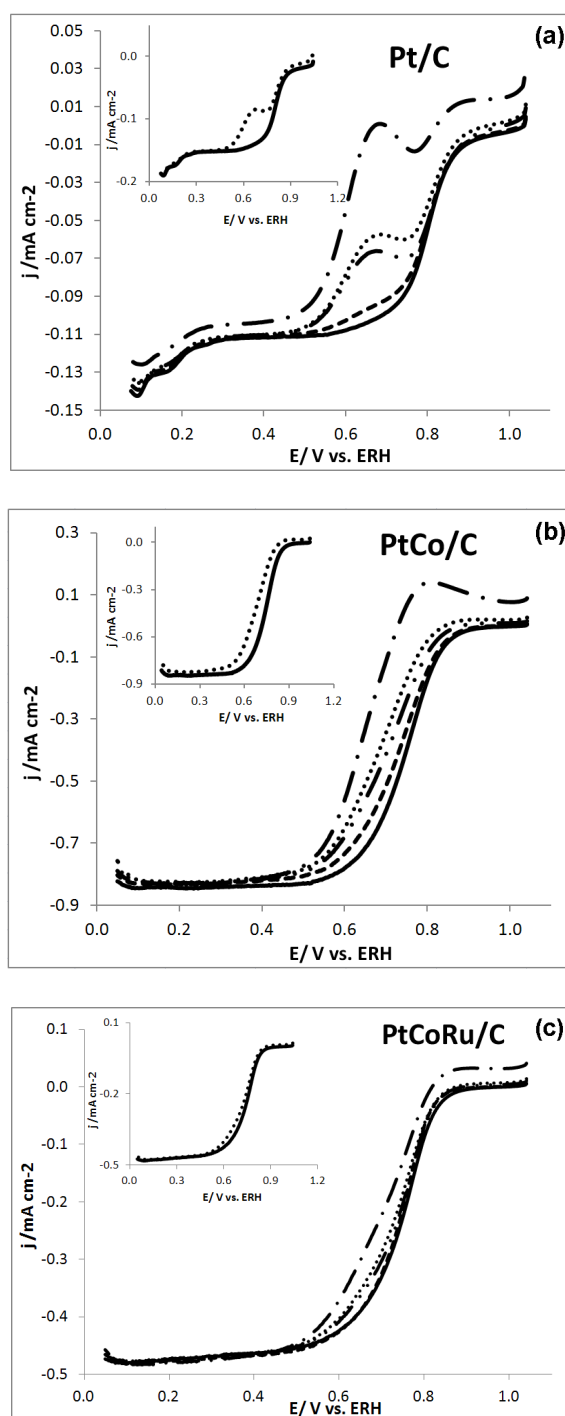 (a)
Pt/C
0.05
0.03
0.01
-0.01
-0.03
-0.05
-0.07
-0.09
-0.11
-0.13
-0.15
j /mA cm-2
0.0 0.2 0.4 0.6 0.8 1.0
E/ V vs. ERH
0.0
-0.1
-0.2
j /mA cm-2
0.0 0.3 0.6 0.9 1.2
E/ V vs. ERH
(b)
PtCo/C
0.3
0.1
-0.1
-0.3
-0.5
-0.7
-0.9
j /mA cm-2
0.0 0.2 0.4 0.6 0.8 1.0
E/ V vs. ERH
0.0
-0.3
-0.6
-0.9
j /mA cm-2
0.0 0.3 0.6 0.9 1.2
E/ V vs. ERH
(c)
PtCoRu/C
0.1
0.0
-0.1
-0.2
-0.3
-0.4
-0.5
j /mA cm-2
0.0 0.2 0.4 0.6 0.8 1.0
E/ V vs. ERH
0.1
-0.2
-0.5
j /mA cm-2
0.0 0.3 0.6 0.9 1.2
E/ V vs. ERH